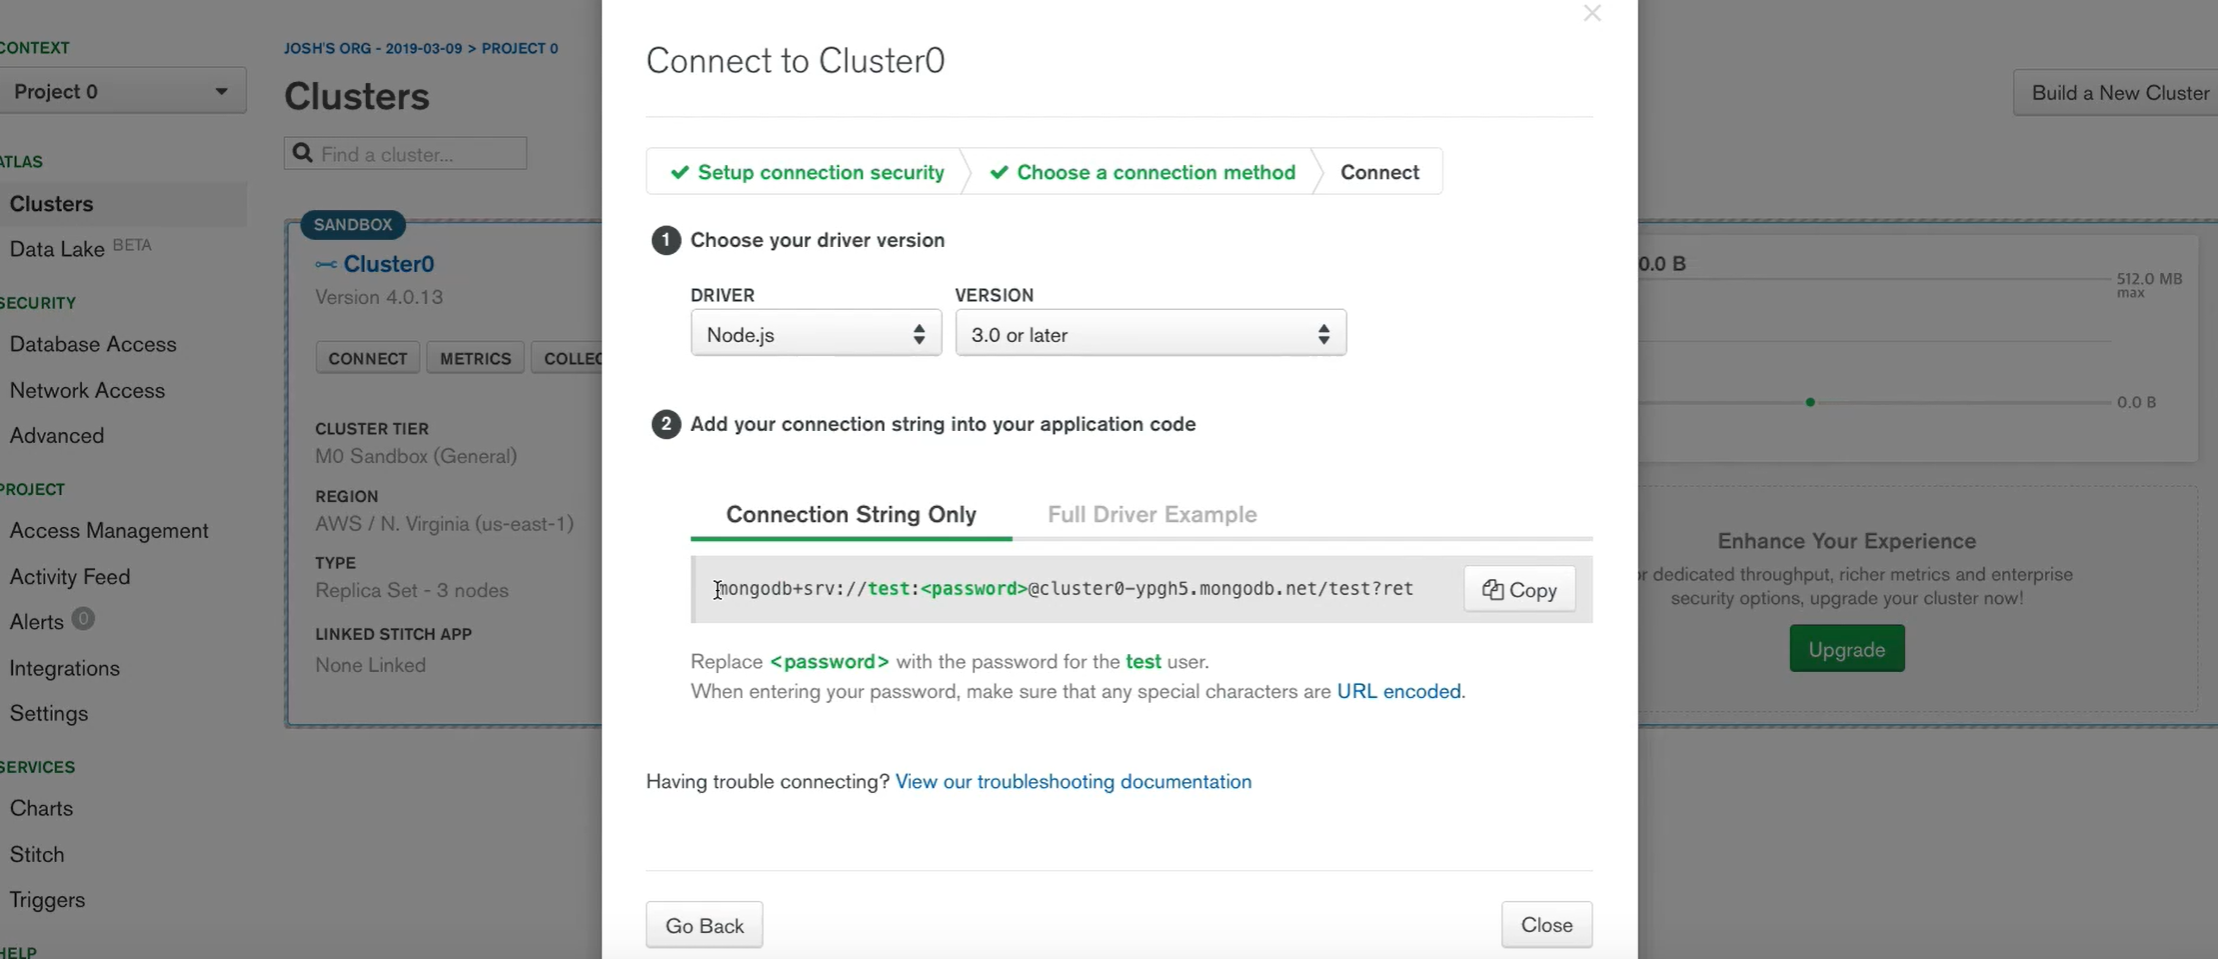 CONTEXT
Project 0
ATLAS
Clusters
Data Lake BETA
SECURITY
Database Access
Network Access
Advanced
PROJECT
Access Management
Activity Feed
Alerts 0
Integrations
Settings
SERVICES
Charts
Stitch
Triggers
HELP
JOSH'S ORG - 2019-03-09 > PROJECT 0
Clusters
Find a cluster...
SANDBOX
Cluster0
Version 4.0.13
CONNECT METRICS COLLEC
CLUSTER TIER
M0 Sandbox (General)
REGION
AWS / N. Virginia (us-east-1)
TYPE
Replica Set - 3 nodes
LINKED STITCH APP
None Linked
Connect to Cluster0
Setup connection security Choose a connection method Connect
1 Choose your driver version
DRIVER VERSION
Node.js 3.0 or later
2 Add your connection string into your application code
Connection String Only Full Driver Example
mongodb+srv://test:<password>@cluster0-ypgh5.mongodb.net/test?ret Copy
Replace <password> with the password for the test user.
When entering your password, make sure that any special characters are URL encoded.
Having trouble connecting? View our troubleshooting documentation
Go Back Close
Build a New Cluster
0.0 B
512.0 MB
max
0.0 B
Enhance Your Experience
or dedicated throughput, richer metrics and enterprise
security options, upgrade your cluster now!
Upgrade